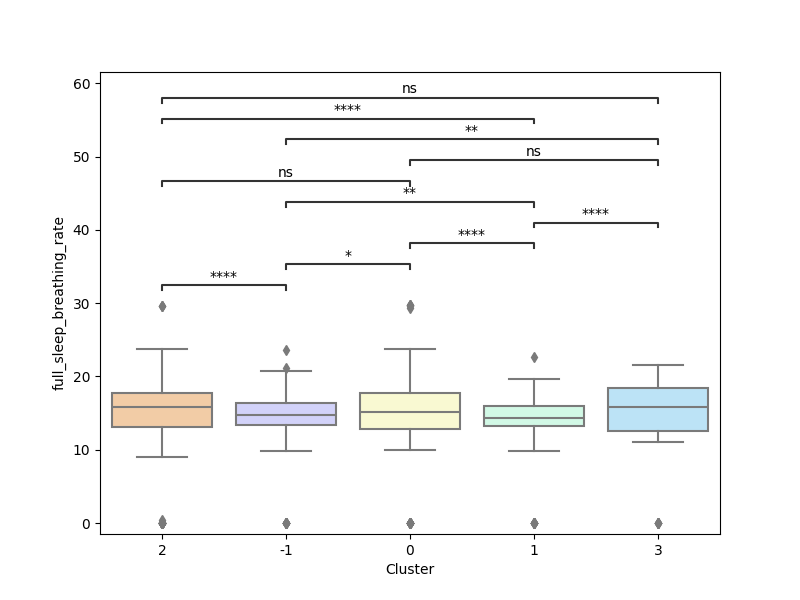 60
50
40
30
20
10
0
full_sleep_breathing_rate
ns
****
**
ns
ns
**
****
****
*
****
2 -1 0 1 3
Cluster